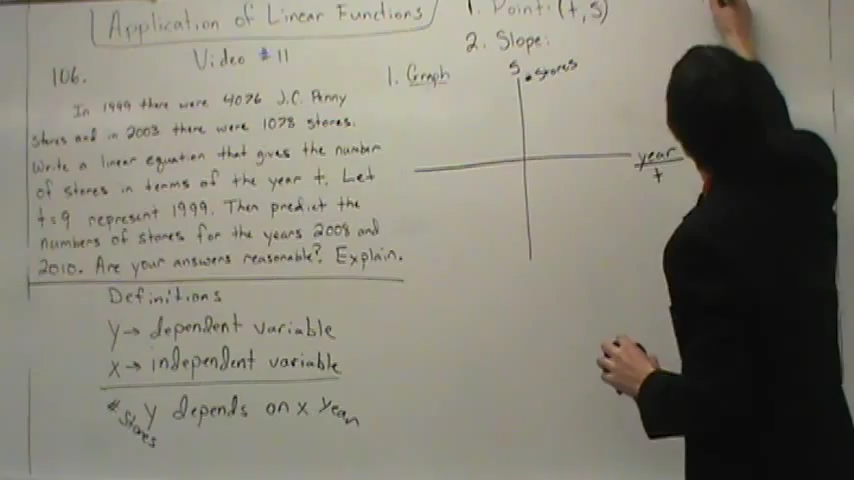 Application of Linear Functions
Video #11
106.
In 1999 there were 4076 J.C. Penny
stores and in 2003 there were 1078 stores.
Write a linear equation that gives the number
of stores in terms of the year t. Let
t=9 represent 1999. Then predict the
numbers of stores for the years 2008 and
2010. Are your answers reasonable? Explain.
Definitions
y→ dependent variable
x→ independent variable
# stores y depends on x year
1. Point: (t, s)
2. Slope:
1. Graph
s # stores
year
t